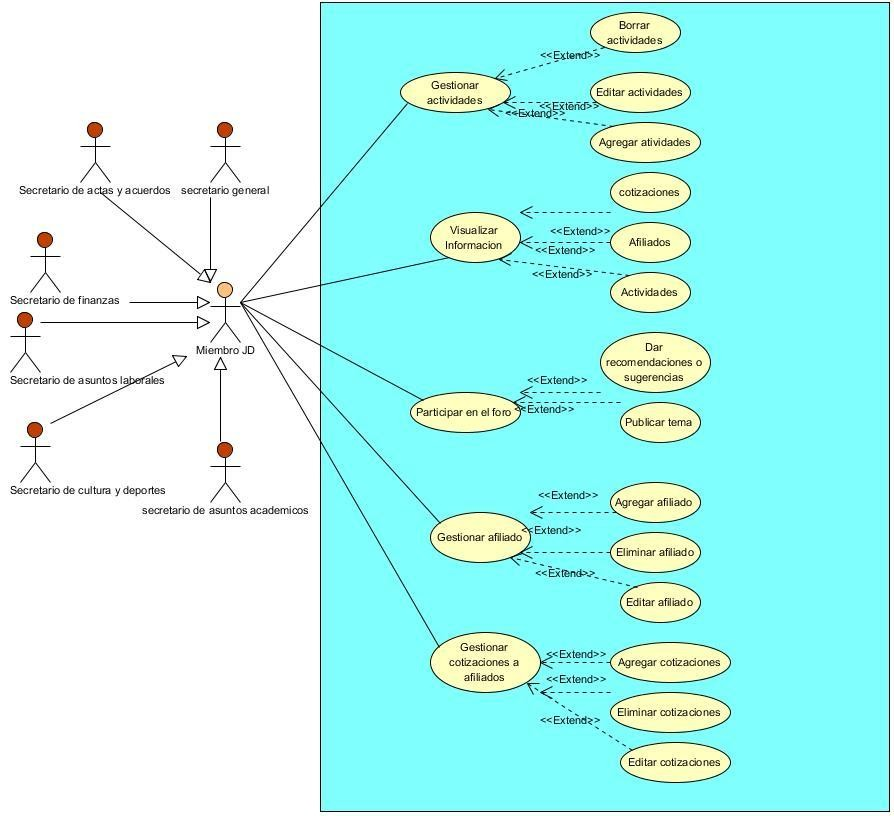 Borrar
actividades
<<Extend>>
Gestionar
actividades
Editar actividades
<<Extend>>
<<Extend>>
Agregar atividades
Secretario de actas y acuerdos
secretario general
cotizaciones
Visualizar
Informacion
<<Extend>>
Afiliados
<<Extend>>
<<Extend>>
Actividades
Secretario de finanzas
Miembro JD
Secretario de asuntos laborales
Dar
recomendaciones o
sugerencias
<<Extend>>
Participar en el foro
<<Extend>>
Publicar tema
Secretario de cultura y deportes
secretario de asuntos academicos
<<Extend>>
Agregar afiliado
<<Extend>>
Gestionar afiliado
Eliminar afiliado
<<Extend>>
Editar afiliado
Gestionar
cotizaciones a
afiliados
<<Extend>>
Agregar cotizaciones
<<Extend>>
Eliminar cotizaciones
<<Extend>>
Editar cotizaciones